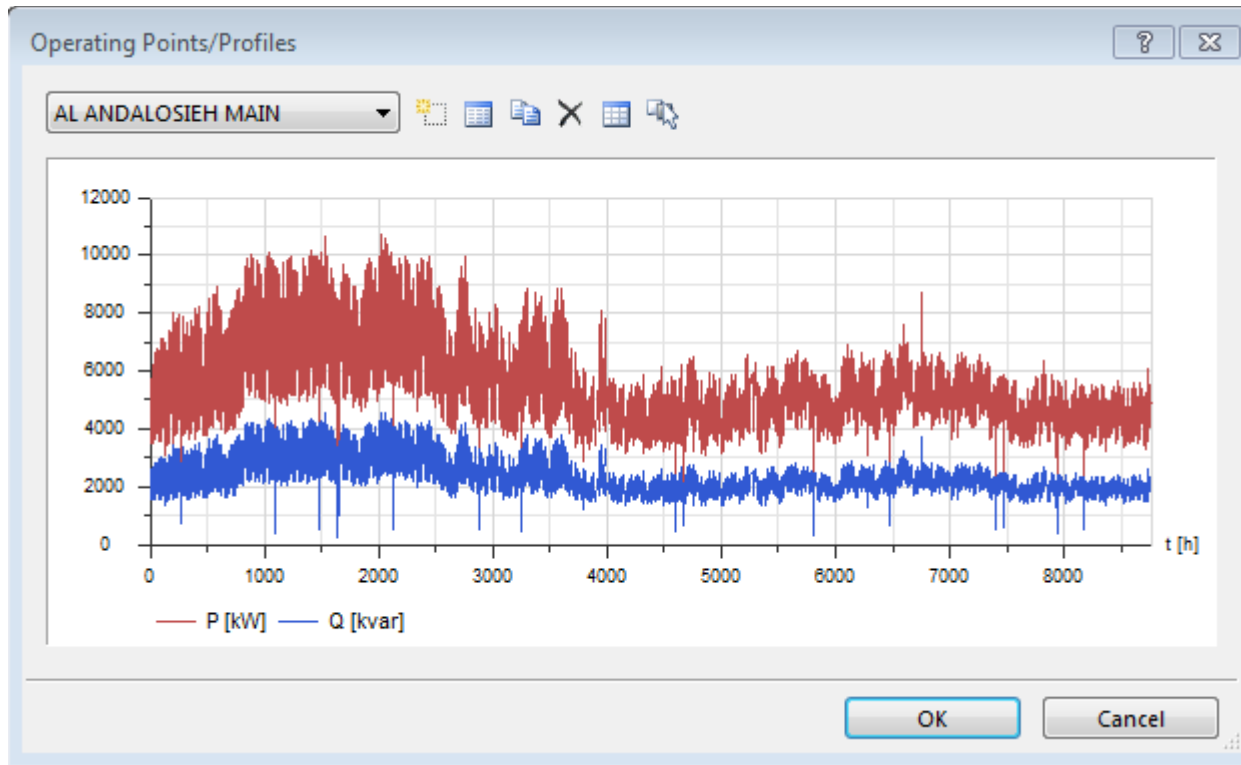 Operating Points/Profiles
AL ANDALOSIEH MAIN
12000
10000
8000
6000
4000
2000
0
t [h]
0 1000 2000 3000 4000 5000 6000 7000 8000
P [kW] Q [kvar]
OK Cancel